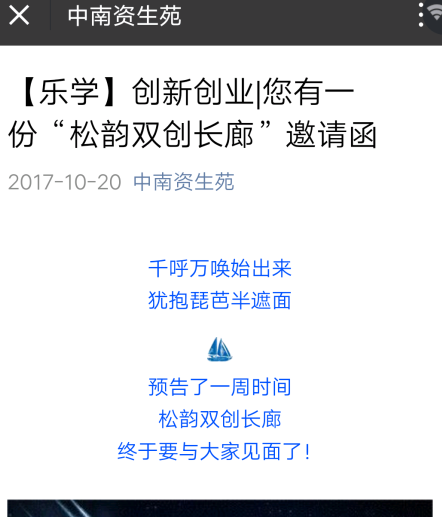 中南资生苑
【乐学】创新创业|您有一
份“松韵双创长廊”邀请函
2017-10-20 中南资生苑
千呼万唤始出来
犹抱琵芭半遮面
预告了一周时间
松韵双创长廊
终于要与大家见面了!